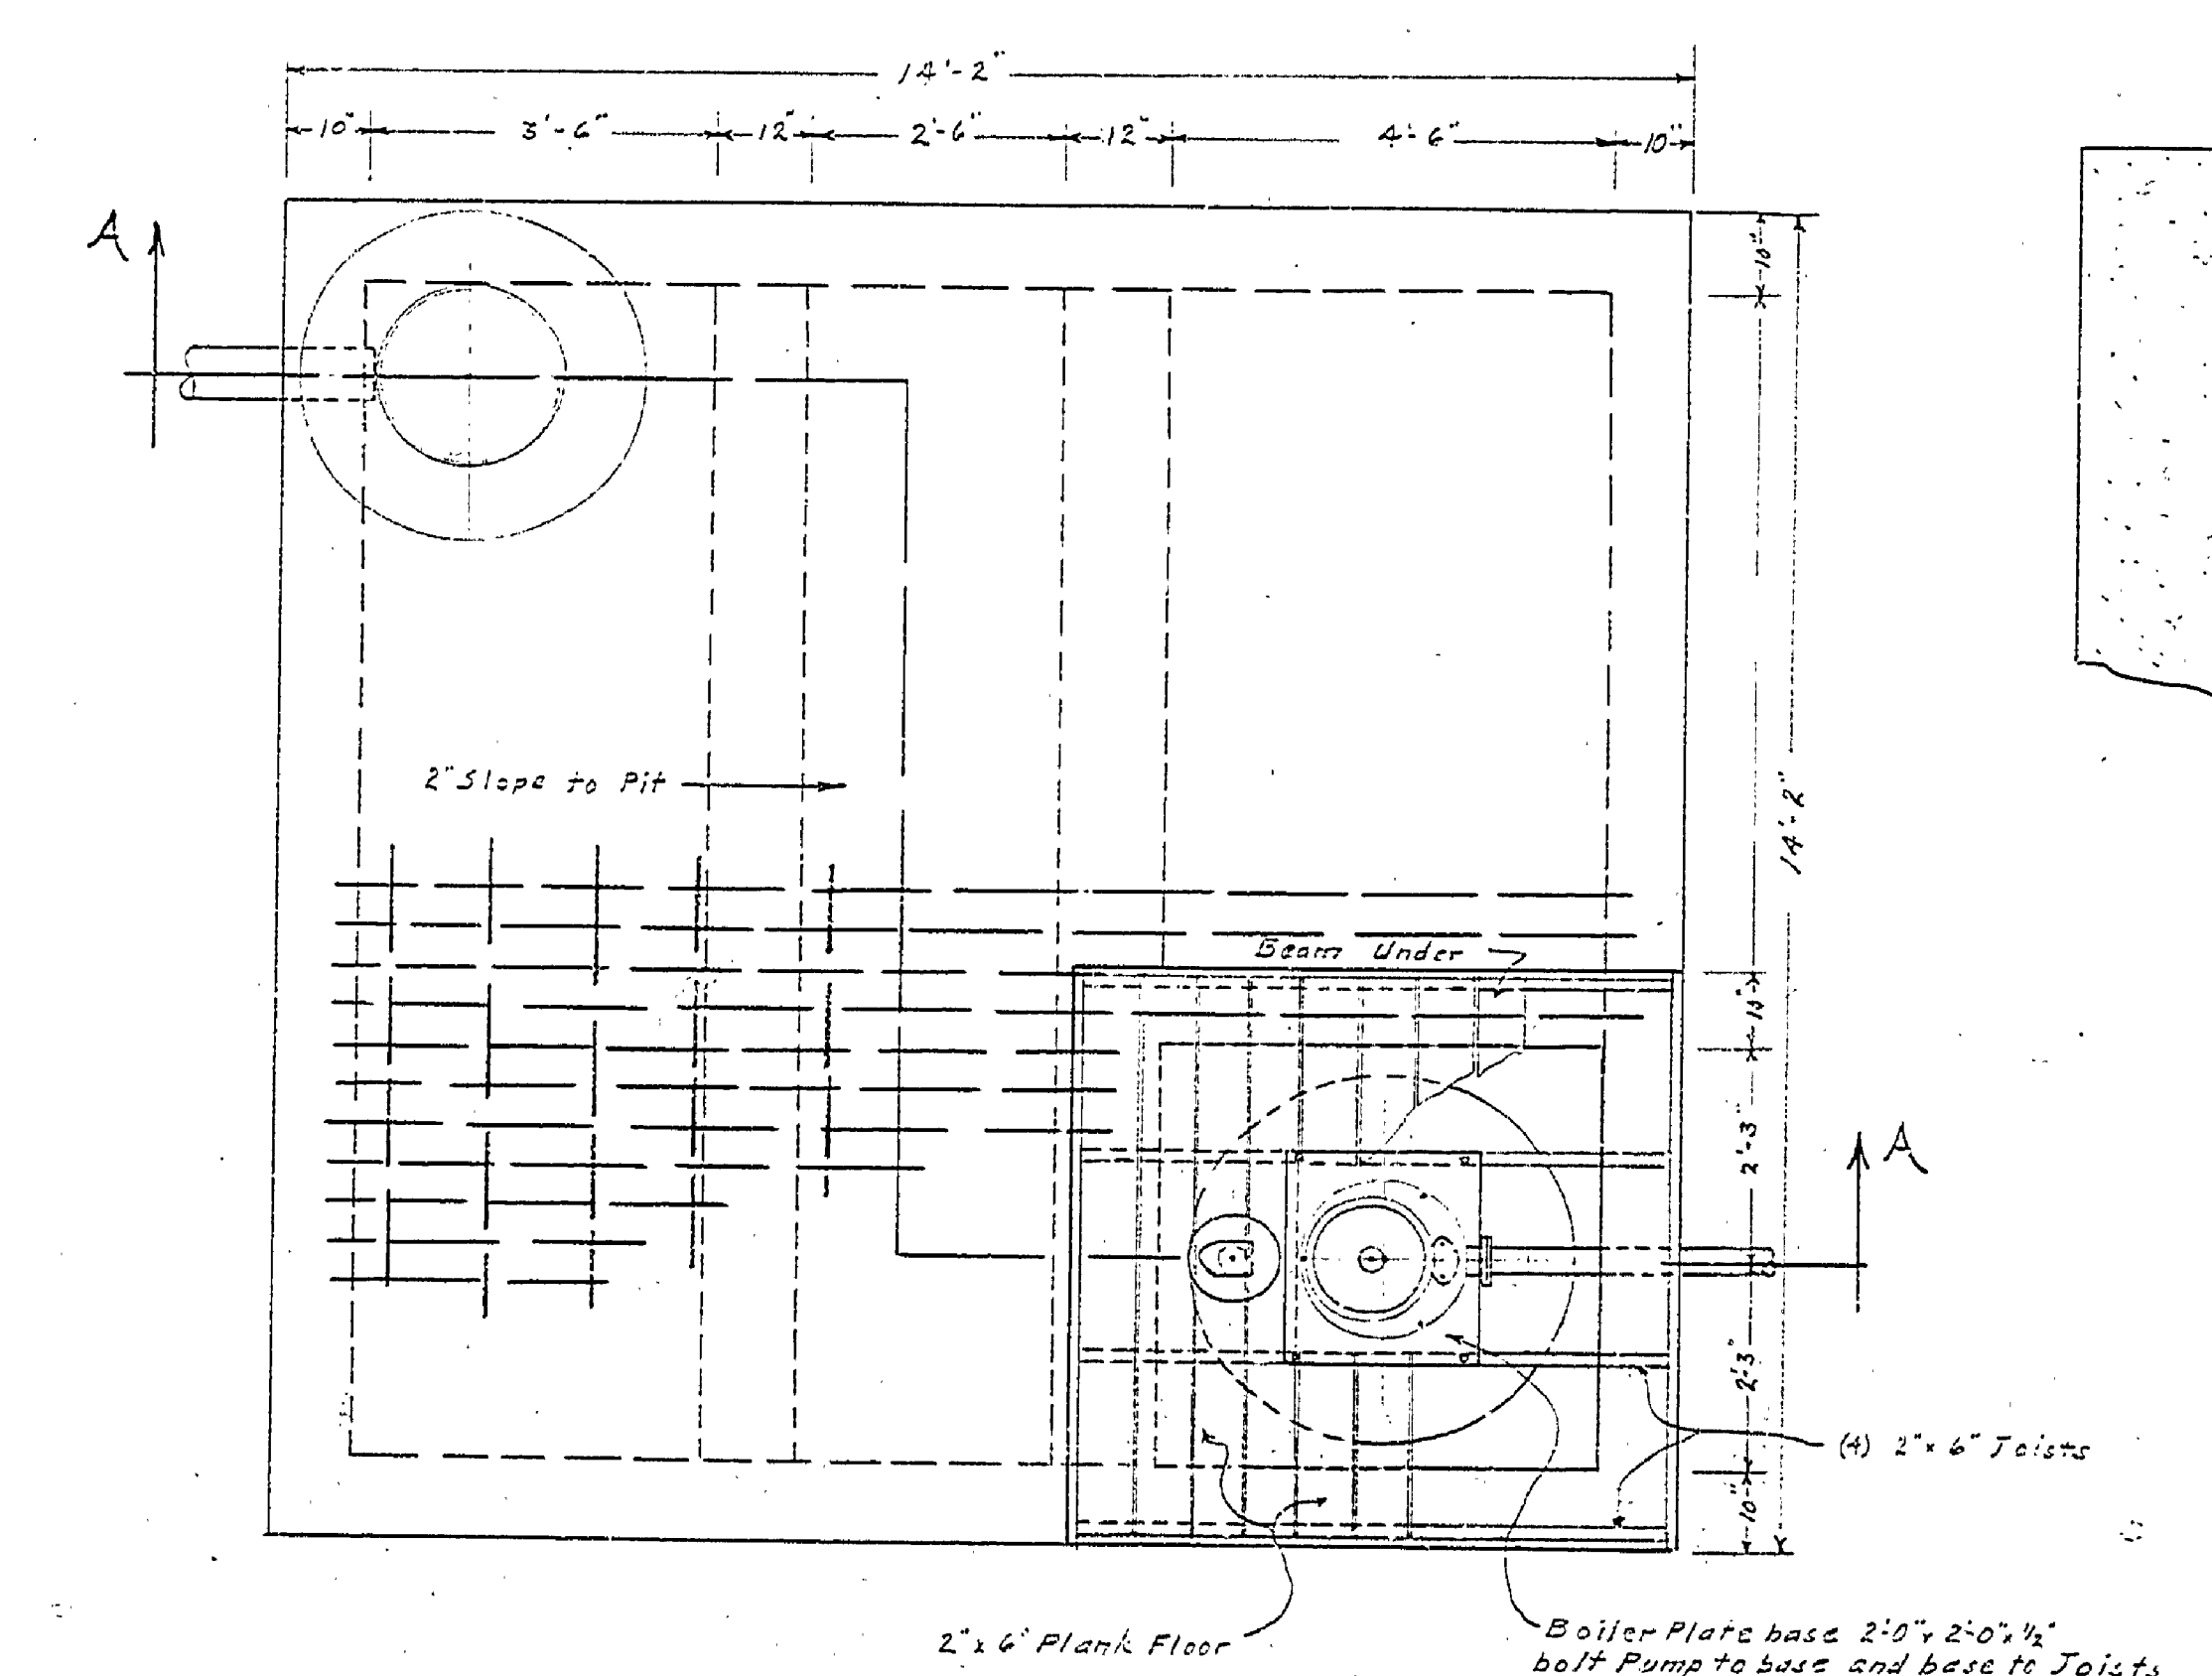 14'-2"
10" 3'-6" 12" 2'-6" 12" 4'-6" 10"
A
10"
2" Slope to Pit
14'-2"
Beam Under
10"
2'-3"
A
2'-3"
(4) 2" x 6" Joists
10"
2" x 6" Plank Floor
Boiler Plate base 2'-0" x 2'-0" x 1/2"
bolt Pump to base and base to Joists